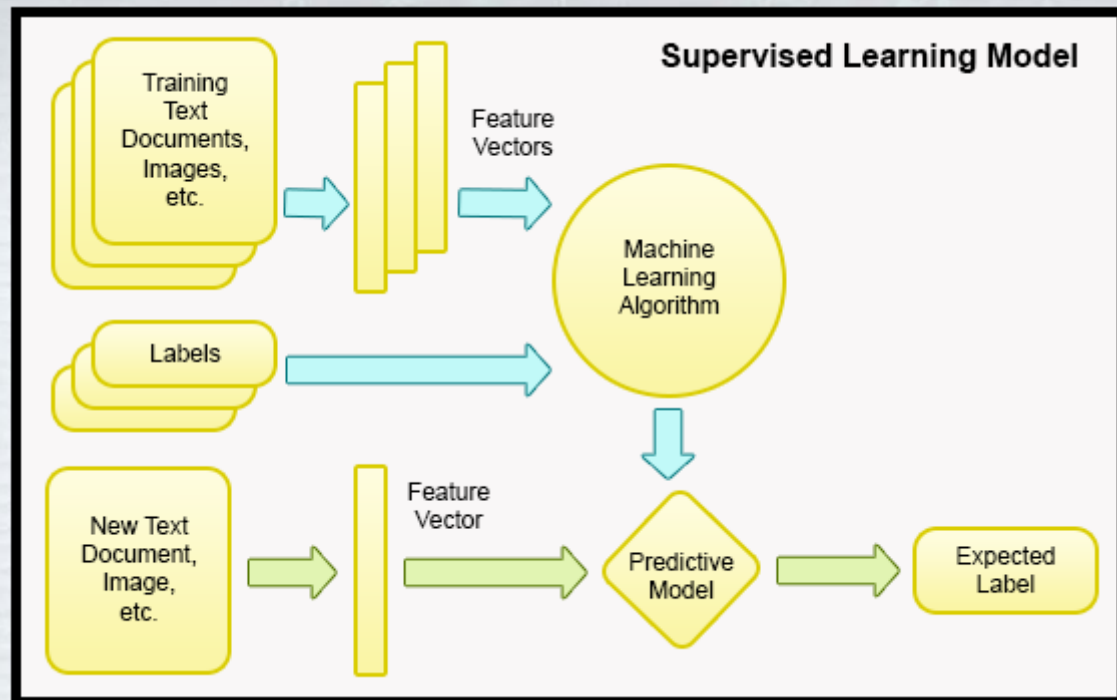 Supervised Learning Model
Training
Text
Documents,
Images,
etc.
Feature
Vectors
Machine
Learning
Algorithm
Labels
New Text
Document,
Image,
etc.
Feature
Vector
Predictive
Model
Expected
Label